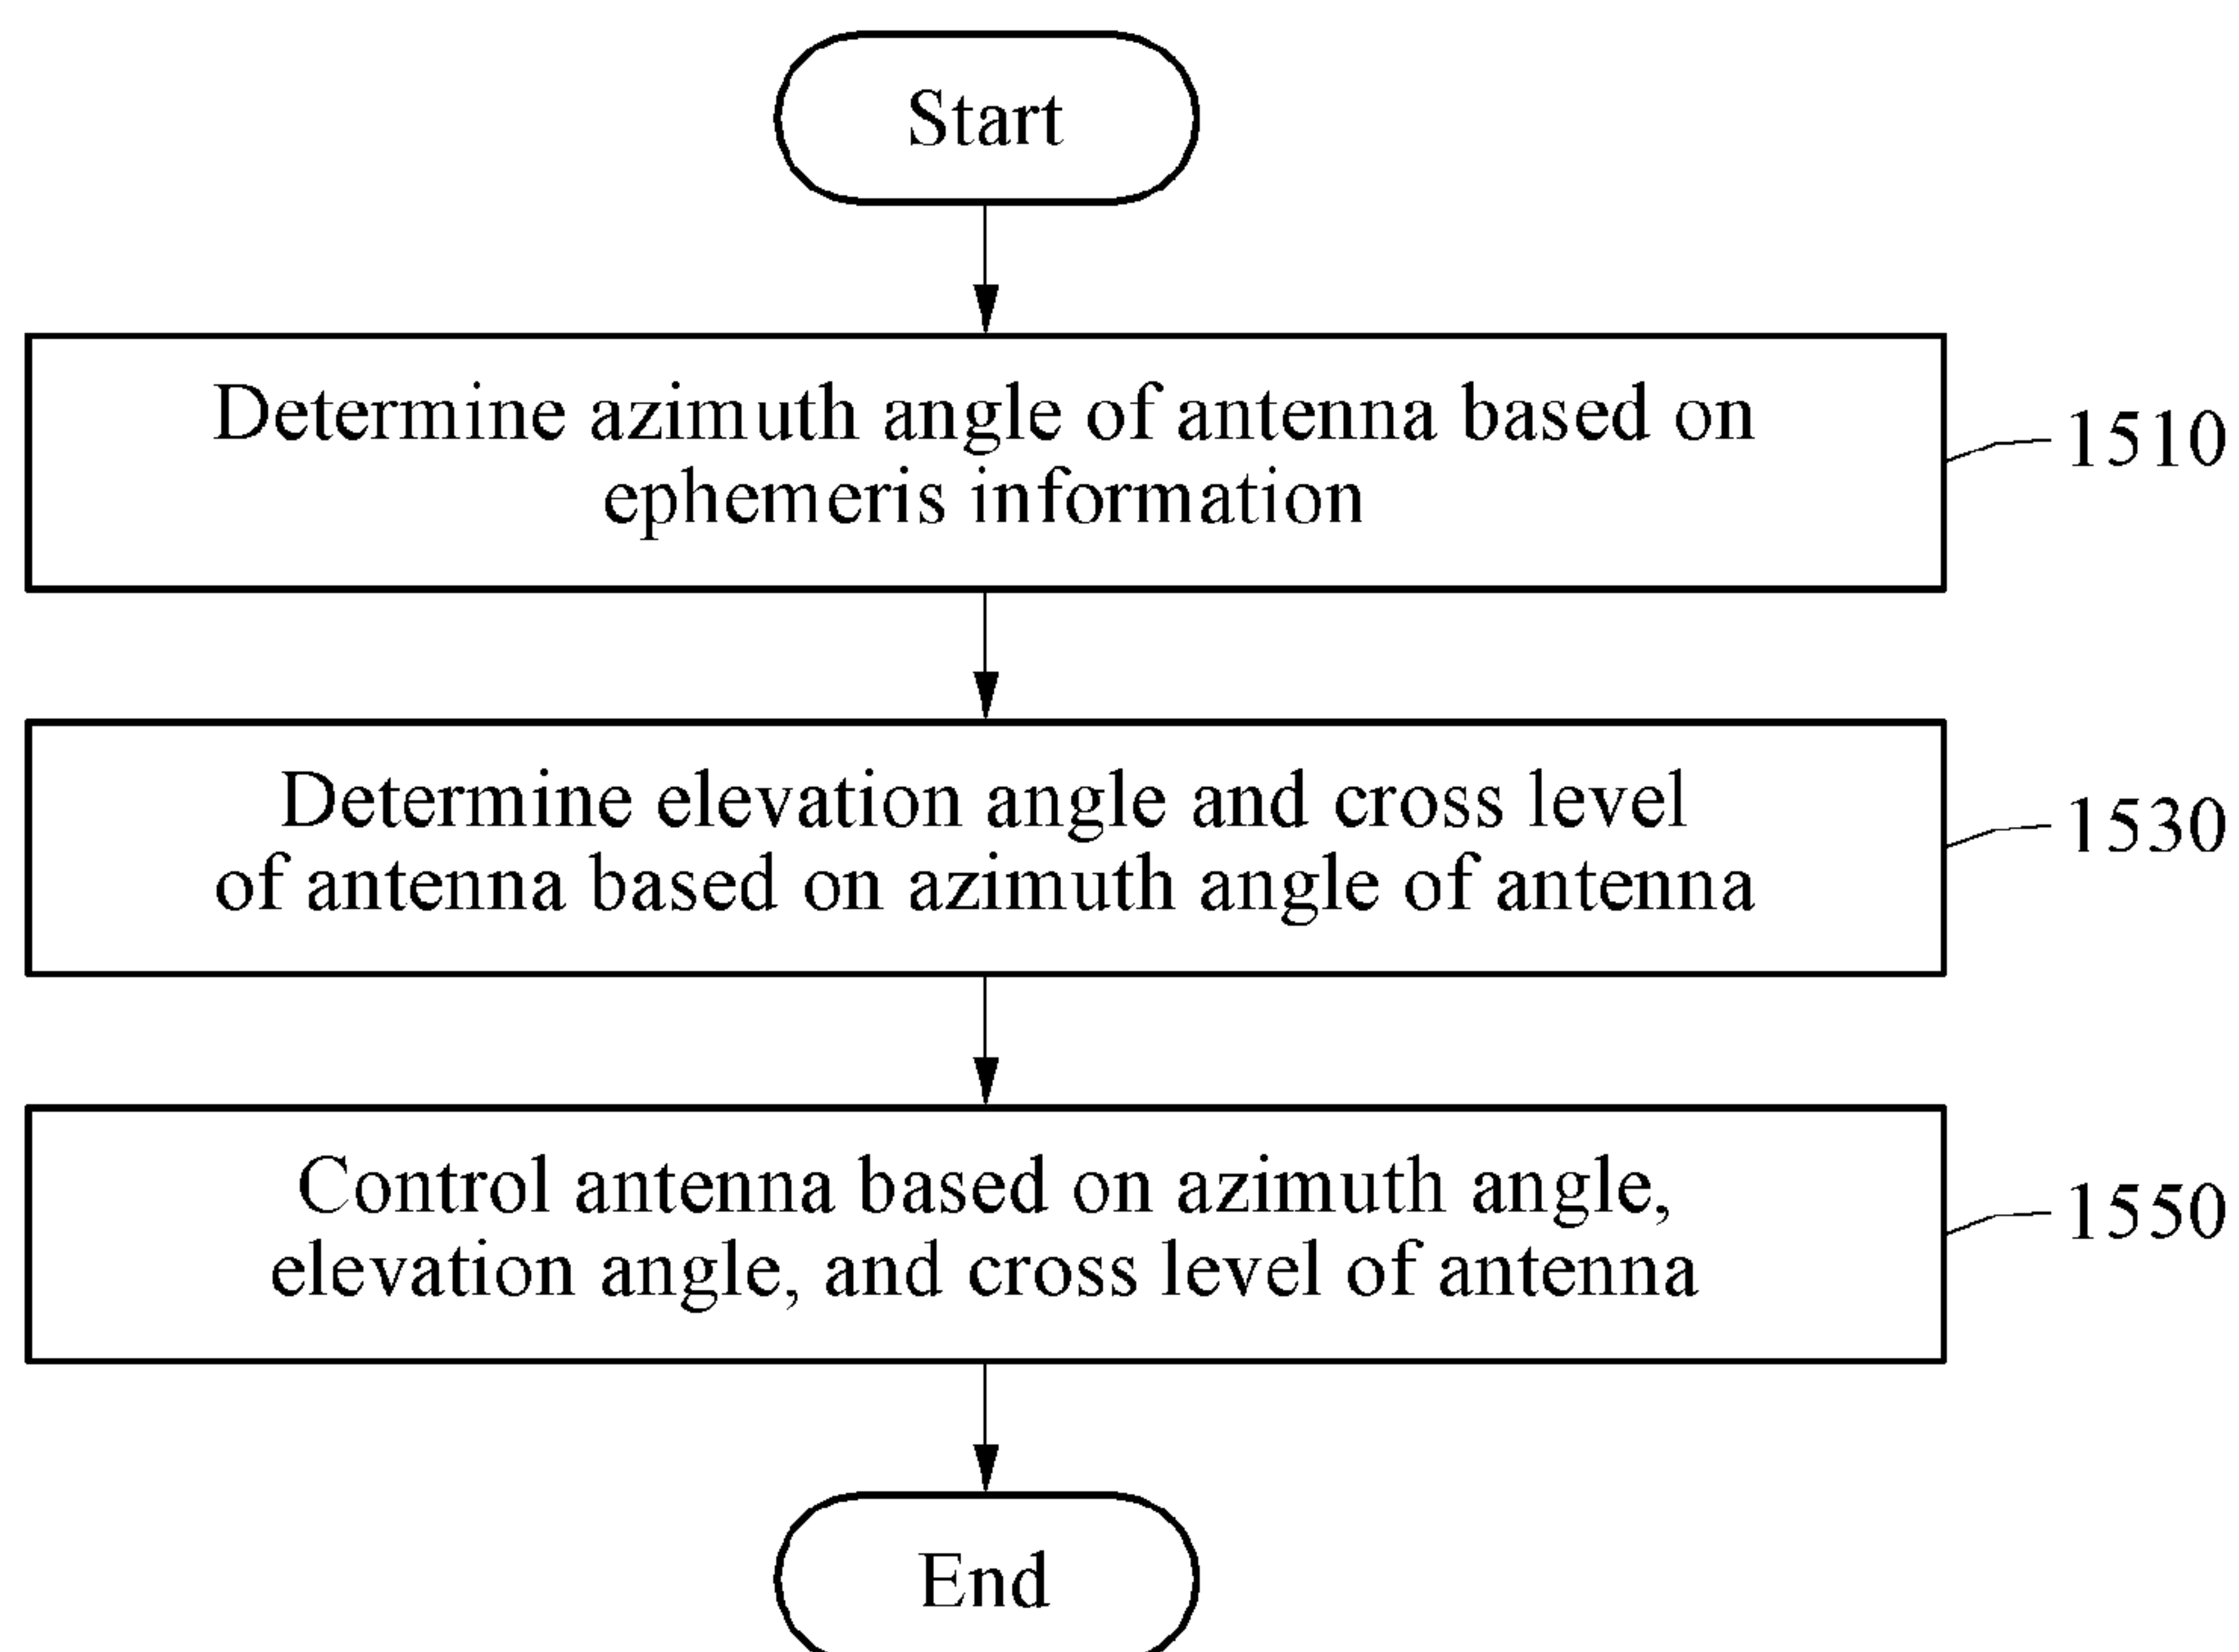 Start
Determine azimuth angle of antenna based on
ephemeris information
1510
Determine elevation angle and cross level
of antenna based on azimuth angle of antenna
1530
Control antenna based on azimuth angle,
elevation angle, and cross level of antenna
1550
End